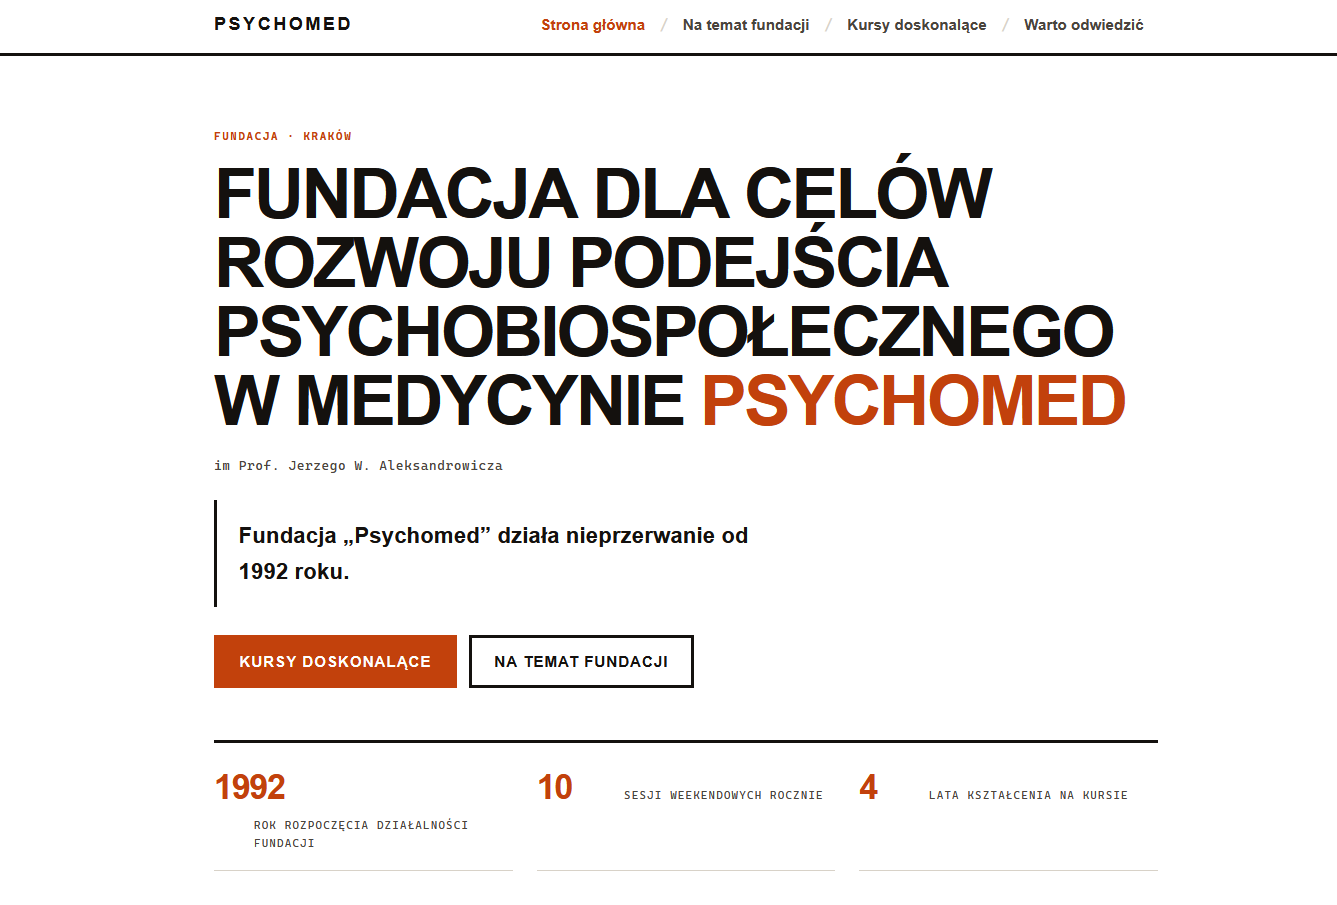 PSYCHOMED
Strona główna / Na temat fundacji / Kursy doskonalące / Warto odwiedzić
FUNDACJA · KRAKÓW
FUNDACJA DLA CELÓW
ROZWOJU PODEJŚCIA
PSYCHOBIOSPOŁECZNEGO
W MEDYCYNIE PSYCHOMED
im Prof. Jerzego W. Aleksandrowicza
Fundacja „Psychomed” działa nieprzerwanie od
1992 roku.
KURSY DOSKONALĄCE
NA TEMAT FUNDACJI
1992
ROK ROZPOCZĘCIA DZIAŁALNOŚCI
FUNDACJI
10 SESJI WEEKENDOWYCH ROCZNIE
4 LATA KSZTAŁCENIA NA KURSIE